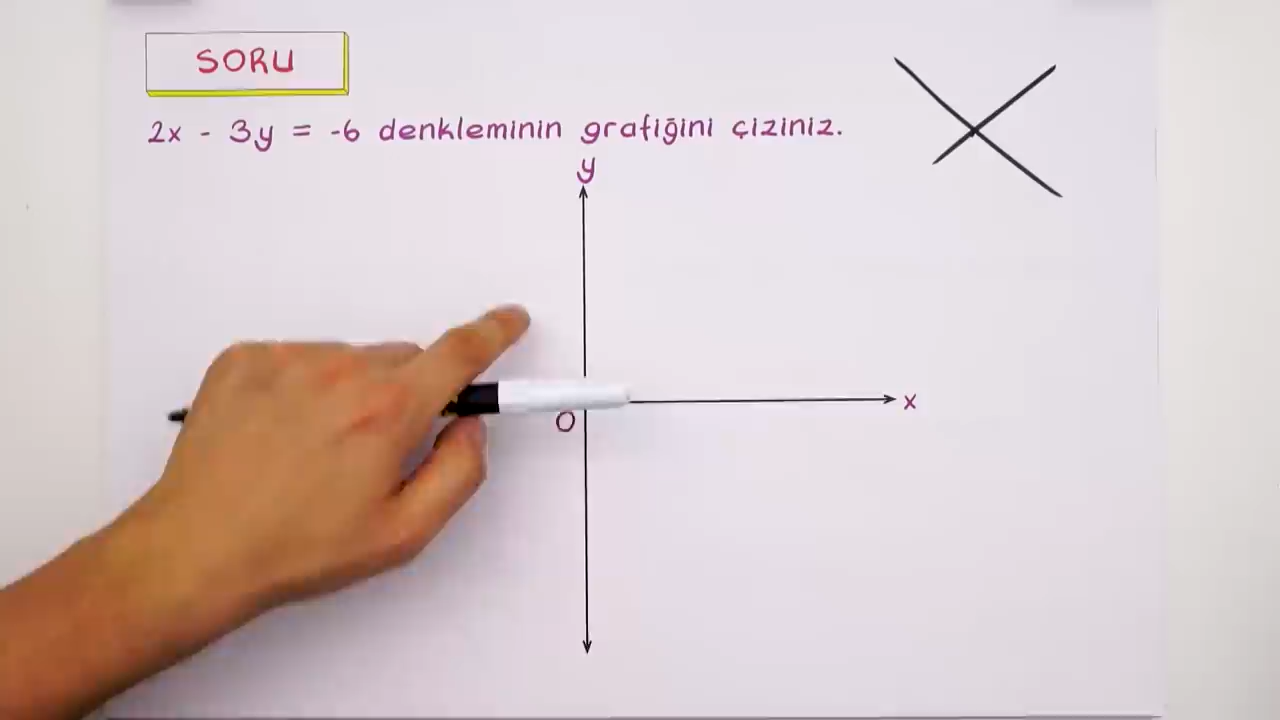 SORU
2x - 3y = -6 denkleminin grafiğini çiziniz.
y
x
O